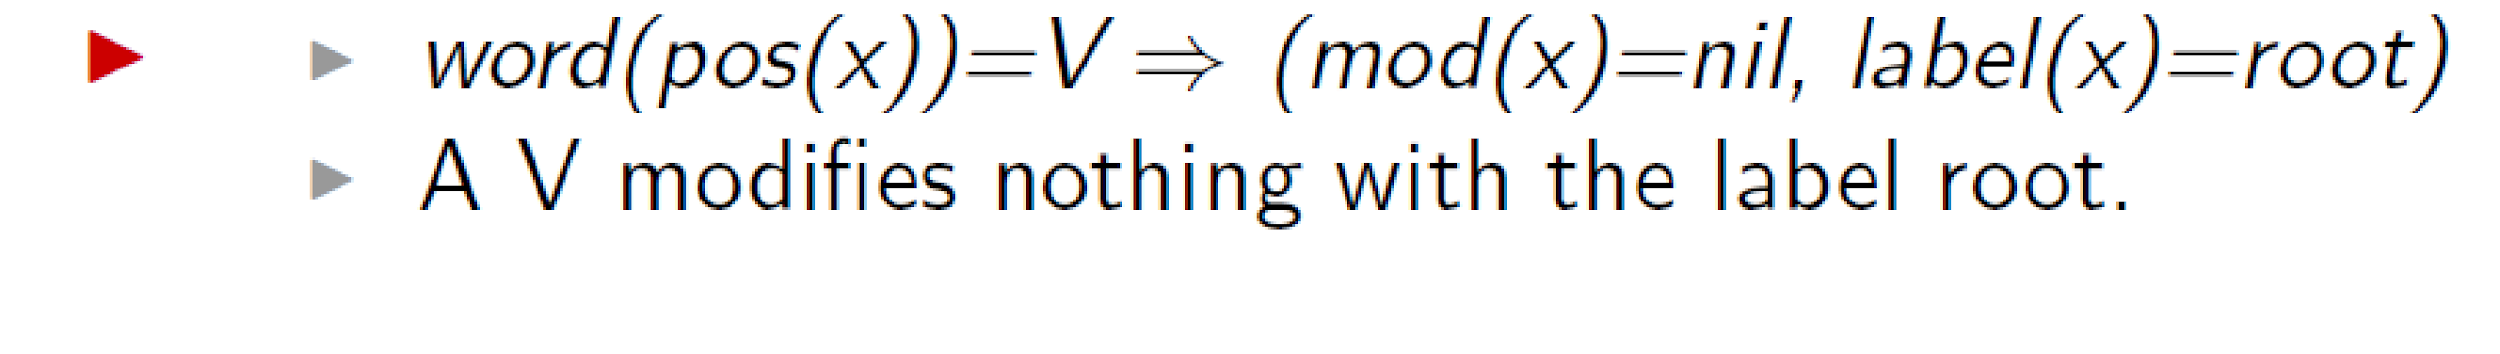 word(pos(x))=V ⇒ (mod(x)=nil, label(x)=root)
A V modifies nothing with the label root.